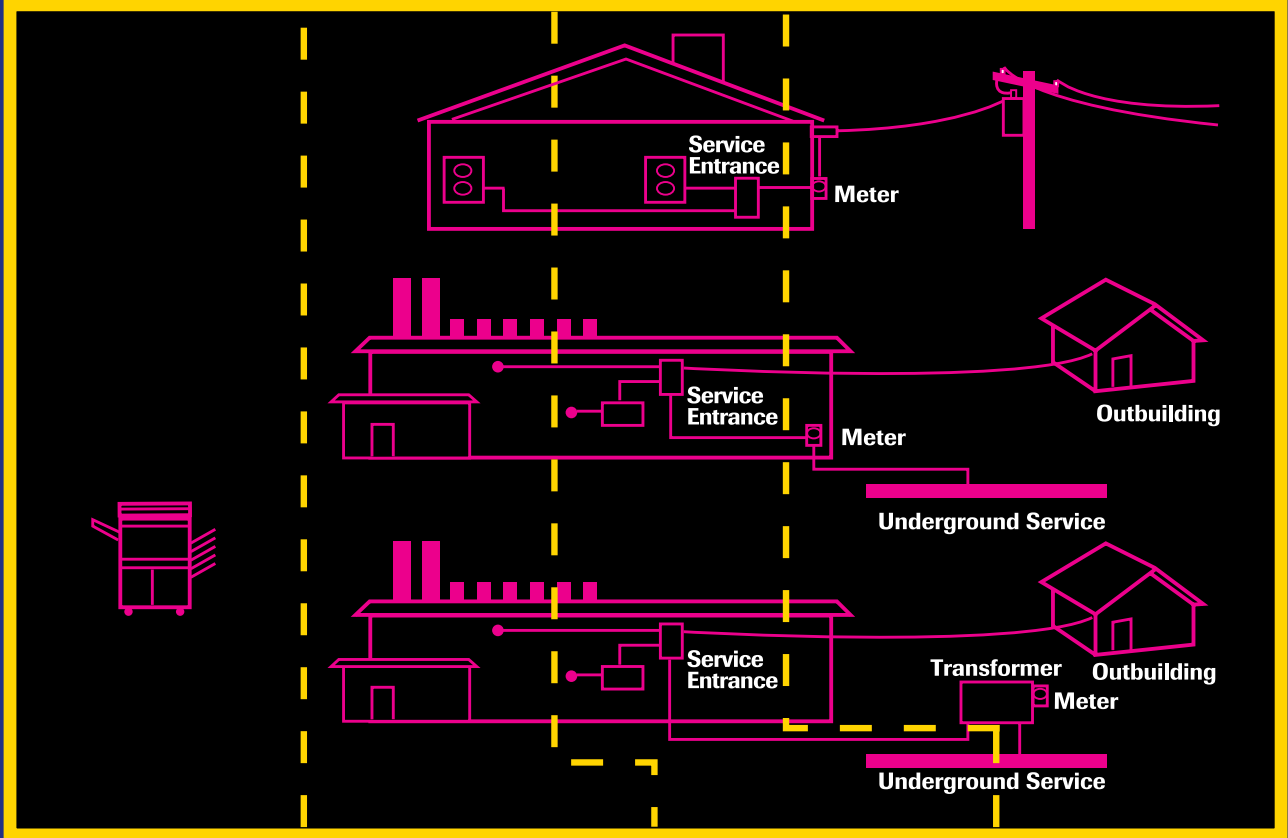 Service
Entrance
Meter
Service
Entrance
Meter
Outbuilding
Underground Service
Service
Entrance
Transformer
Outbuilding
Meter
Underground Service